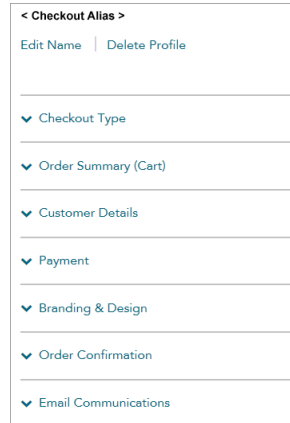 < Checkout Alias >
Edit Name | Delete Profile
Checkout Type
Order Summary (Cart)
Customer Details
Payment
Branding & Design
Order Confirmation
Email Communications